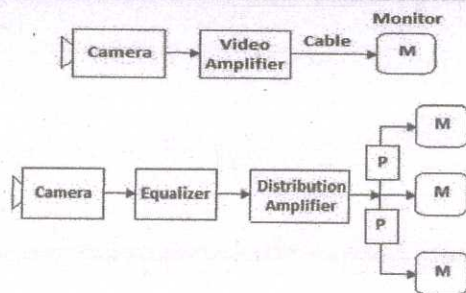 Monitor
Camera
Video
Amplifier
Cable
M
M
P
Camera
Equalizer
Distribution
Amplifier
M
P
M